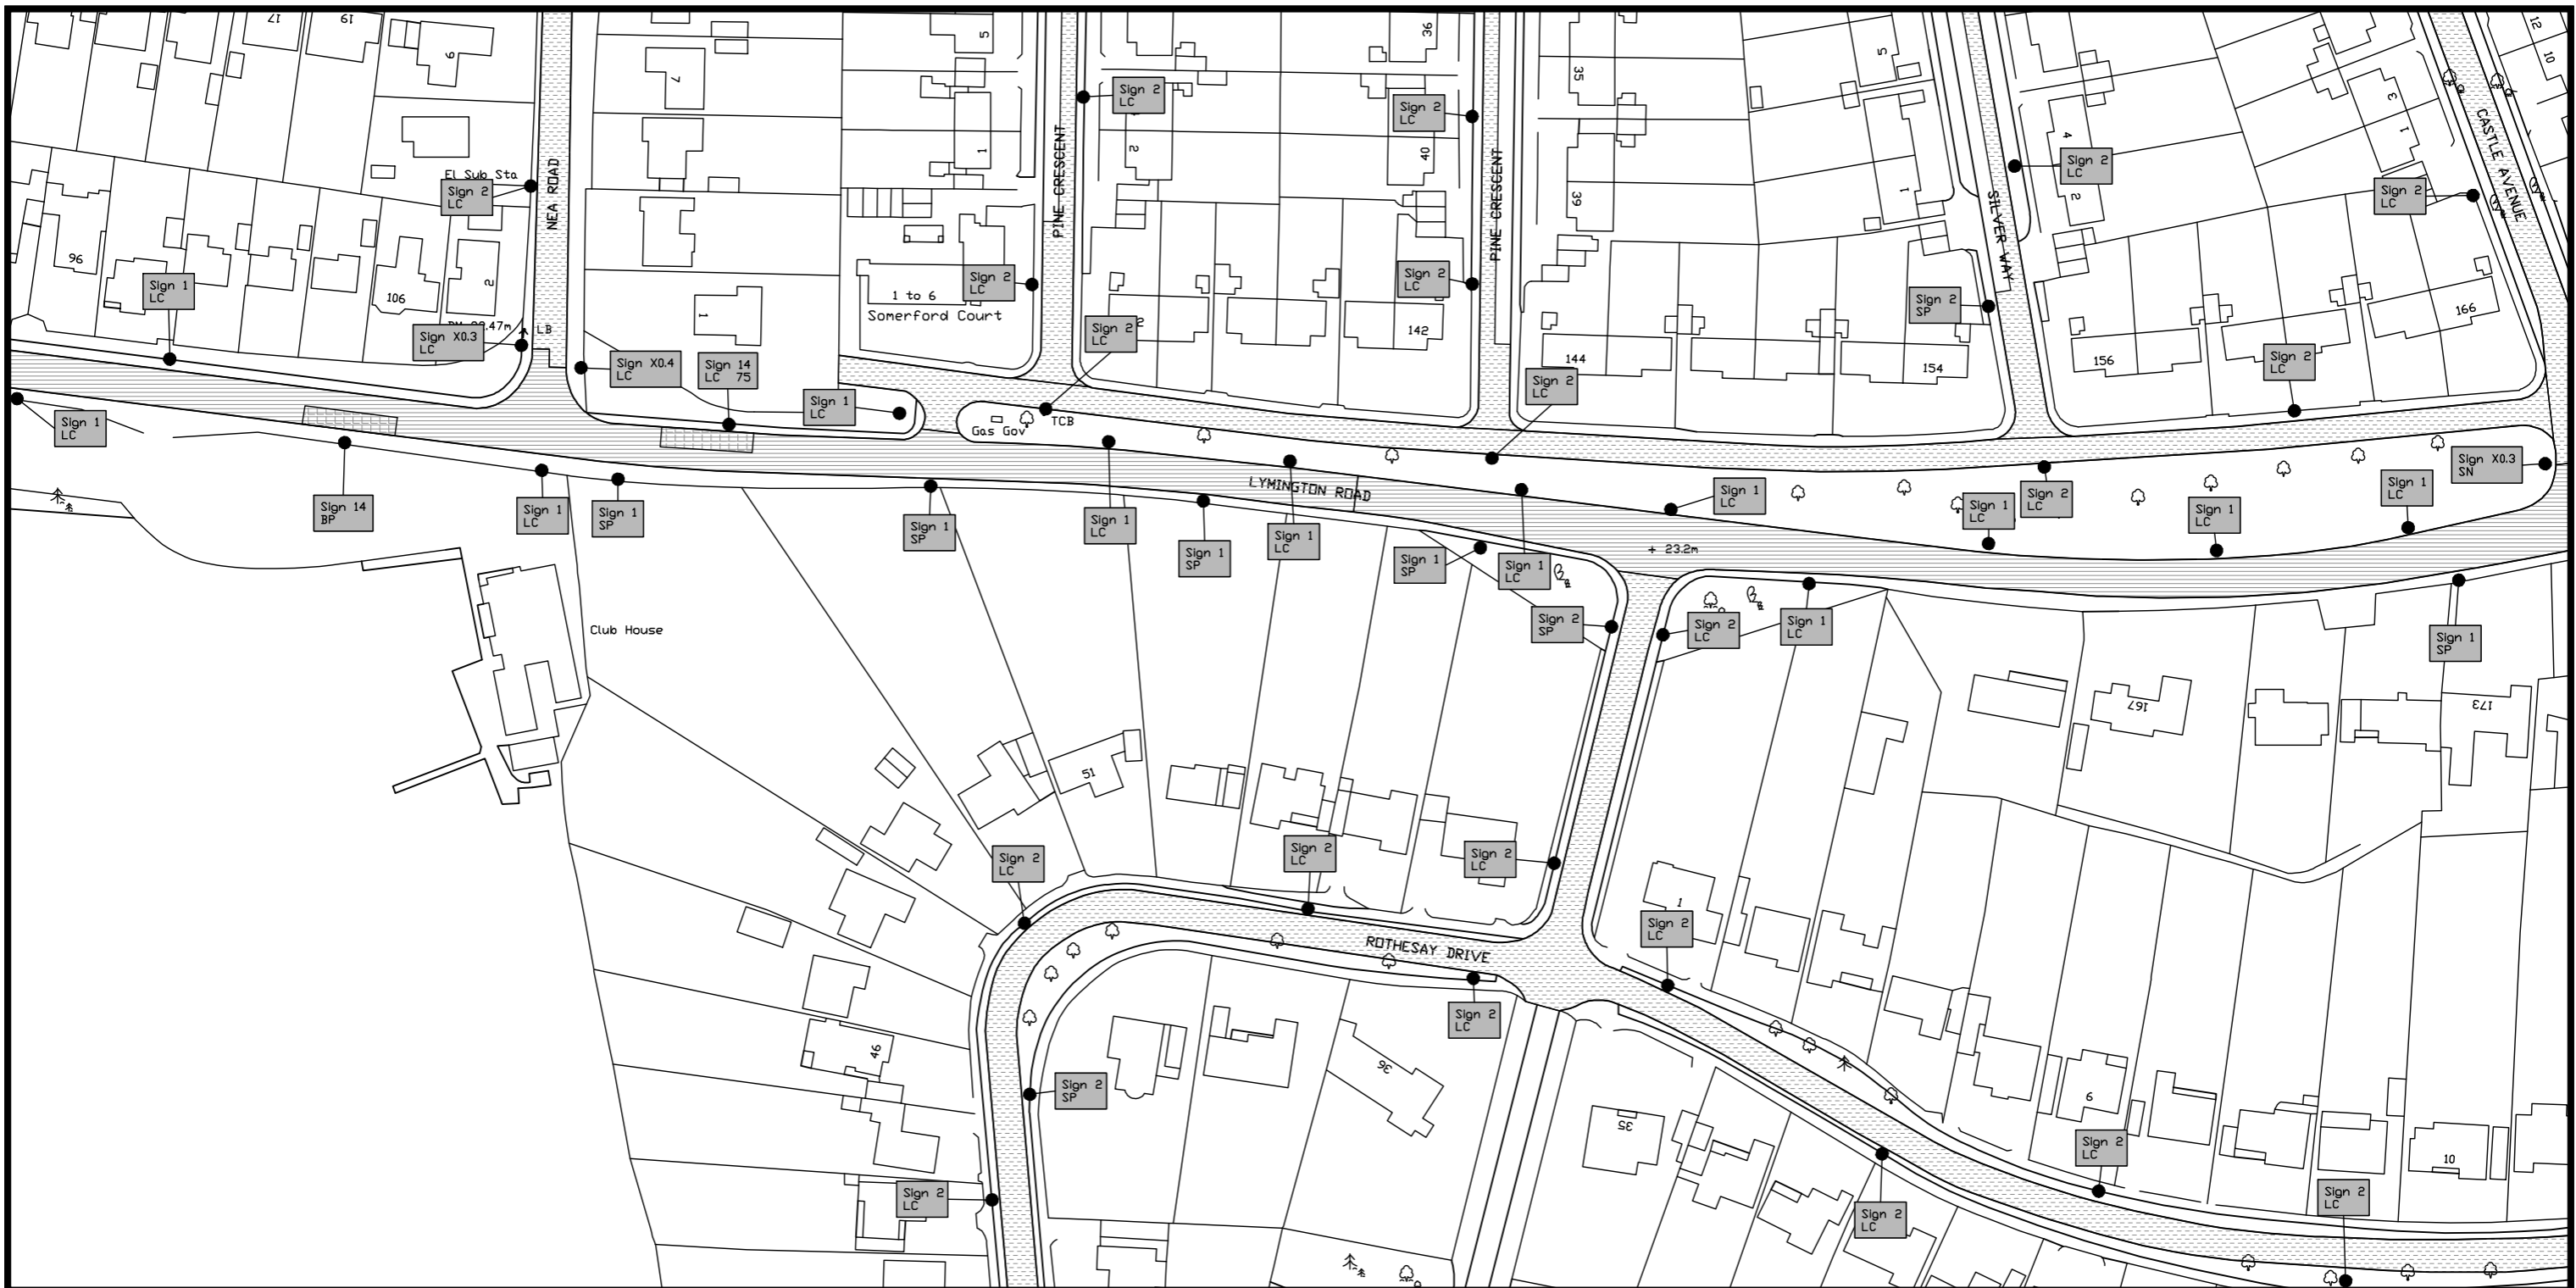 17
19
6
7
5
36
35
5
12
10
3
1
CASTLE AVENUE
Sign 2
LC
Sign 2
LC
PINE CRESCENT
1
2
40
PINE CRESCENT
39
1
4
2
Sign 2
LC
Sign 2
LC
SILVER WAY
El Sub Sta
Sign 2
LC
NEA ROAD
96
Sign 1
LC
106
2
1
1 to 6
Somerford Court
Sign 2
LC
Sign 2
LC
Sign 2
SP
166
Sign X0.3
LC
LB
Sign 2
LC
142
144
154
156
Sign 2
LC
Sign X0.4
LC
Sign 14
LC 75
Sign 1
LC
Sign 2
LC
Sign 1
LC
Gas Gov
TCB
LYMINGTON ROAD
Sign X0.3
SN
Sign 14
BP
Sign 1
LC
Sign 1
SP
Sign 1
SP
Sign 1
LC
Sign 1
SP
Sign 1
LC
Sign 1
SP
Sign 1
LC
Sign 1
LC
Sign 1
LC
Sign 2
LC
Sign 1
LC
Sign 1
LC
+ 23.2m
Club House
Sign 2
SP
Sign 2
LC
Sign 1
LC
Sign 1
SP
167
173
51
Sign 2
LC
Sign 2
LC
Sign 2
LC
1
Sign 2
LC
ROTHESAY DRIVE
Sign 2
LC
46
36
35
Sign 2
SP
6
Sign 2
LC
10
Sign 2
LC
Sign 2
LC
Sign 2
LC